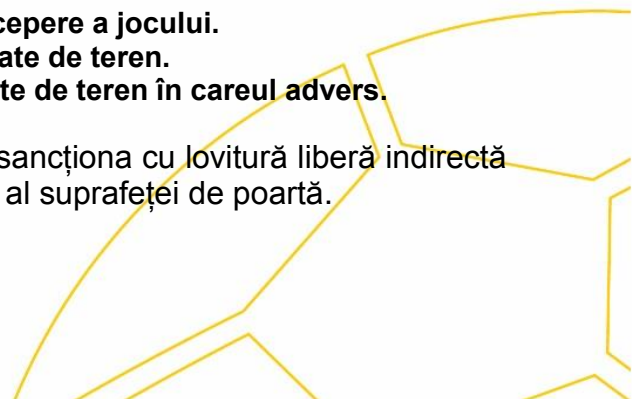 cepere a jocului.
ate de teren.
te de teren în careul advers.
sancționa cu lovitură liberă indirectă
al suprafeței de poartă.